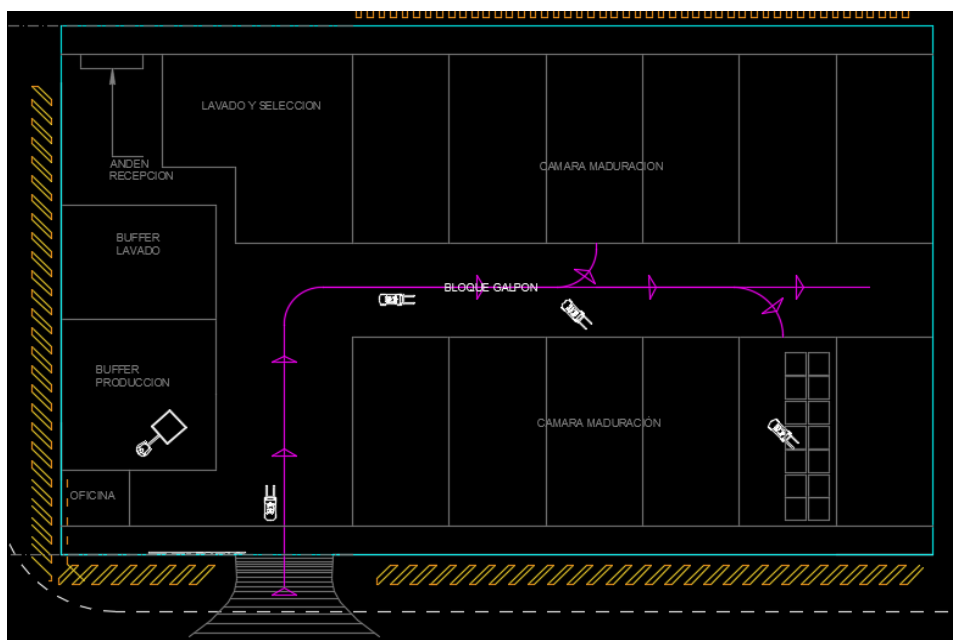 LAVADO Y SELECCION
ANDEN
RECEPCION
CAMARA MADURACION
BUFFER
LAVADO
BLOQUE GALPON
BUFFER
PRODUCCION
CAMARA MADURACIÓN
OFICINA